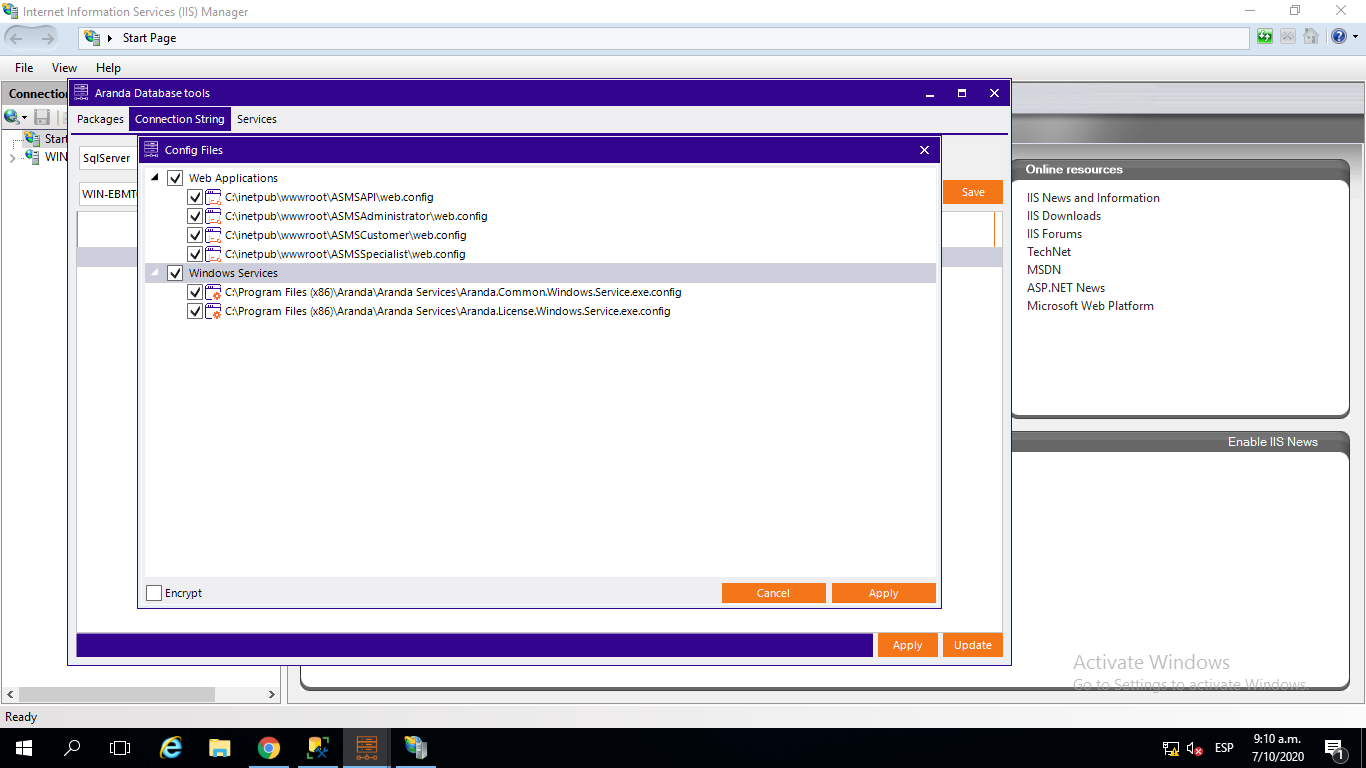 Internet Information Services (IIS) Manager
Start Page
File View Help
Aranda Database tools
Packages Connection String Services
Config Files
SqlServer
Save
Web Applications
C:\inetpub\wwwroot\ASMSAPI\web.config
C:\inetpub\wwwroot\ASMSAdministrator\web.config
C:\inetpub\wwwroot\ASMSCustomer\web.config
C:\inetpub\wwwroot\ASMSSpecialist\web.config
Windows Services
C:\Program Files (x86)\Aranda\Aranda Services\Aranda.Common.Windows.Service.exe.config
C:\Program Files (x86)\Aranda\Aranda Services\Aranda.License.Windows.Service.exe.config
Encrypt
Cancel
Apply
Apply
Update
Online resources
IIS News and Information
IIS Downloads
IIS Forums
TechNet
MSDN
ASP.NET News
Microsoft Web Platform
Enable IIS News
Activate Windows
Go to Settings to activate Windows.
Ready
ESP
9:10 a.m.
7/10/2020
1